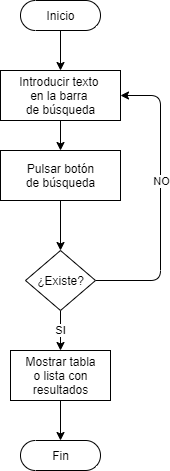 Inicio
Introducir texto
en la barra
de búsqueda
Pulsar botón
de búsqueda
NO
¿Existe?
SI
Mostrar tabla
o lista con
resultados
Fin